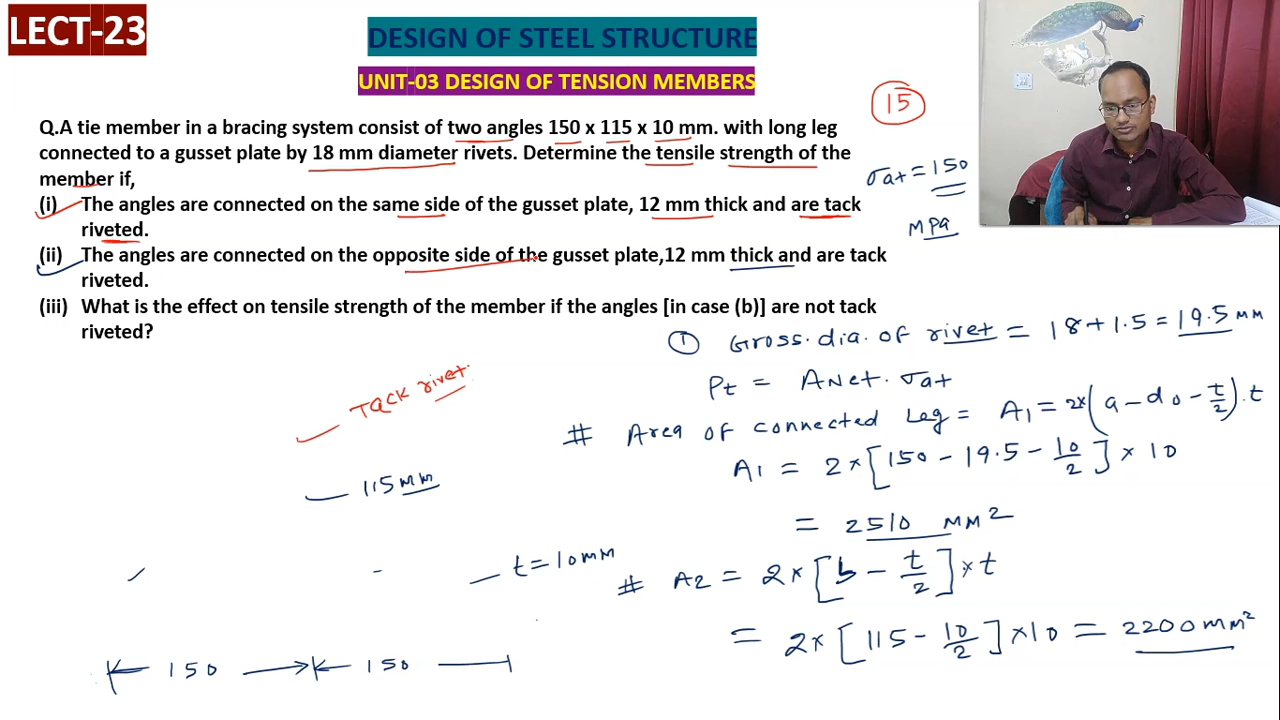 LECT-23
DESIGN OF STEEL STRUCTURE
UNIT-03 DESIGN OF TENSION MEMBERS
15
Q.A tie member in a bracing system consist of two angles 150 x 115 x 10 mm. with long leg
connected to a gusset plate by 18 mm diameter rivets. Determine the tensile strength of the
member if,
(i) The angles are connected on the same side of the gusset plate, 12 mm thick and are tack
riveted.
(ii) The angles are connected on the opposite side of the gusset plate,12 mm thick and are tack
riveted.
(iii) What is the effect on tensile strength of the member if the angles [in case (b)] are not tack
riveted?
σat = 150
MPa
① Gross. dia. of rivet = 18 + 1.5 = 19.5 mm
Pt = ANet. σat
# Area of connected Leg = A1 = 2x(a - do - t/2).t
A1 = 2x[150 - 19.5 - 10/2] x 10
= 2510 mm²
# A2 = 2x[b - t/2] x t
= 2x[115 - 10/2] x 10 = 2200 mm²
Tack rivet
115 mm
t = 10mm
150 150